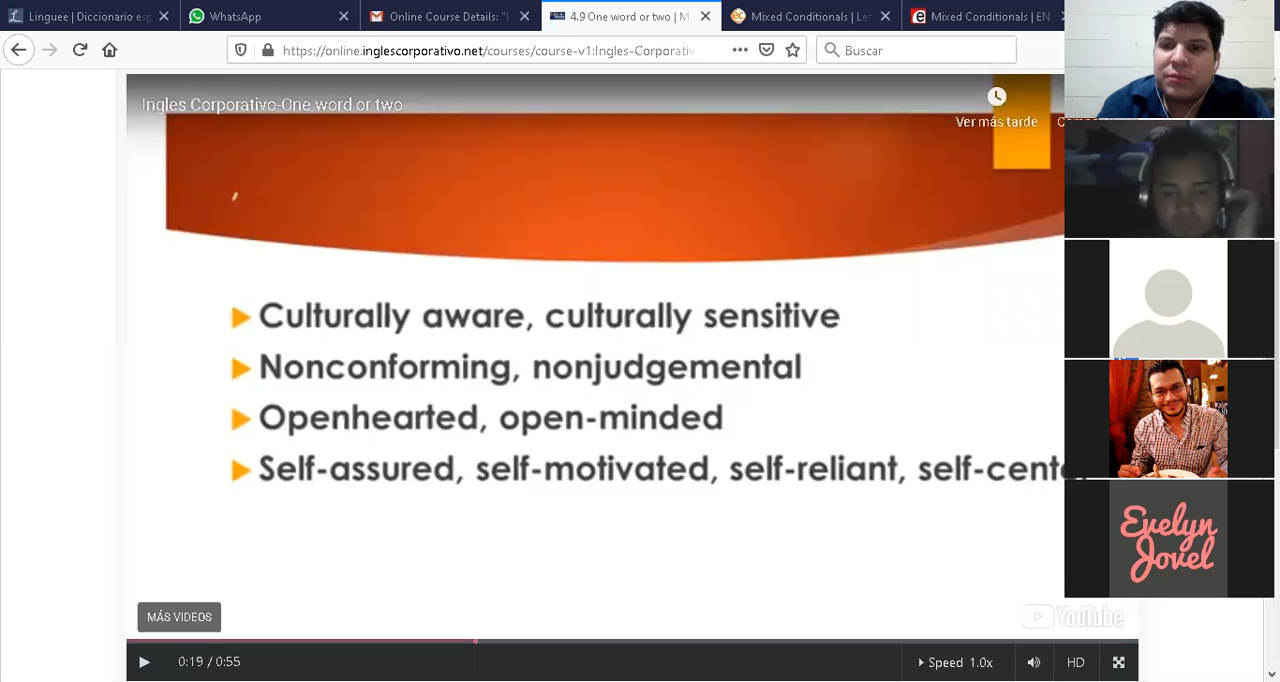 Linguee | Diccionario es
WhatsApp
Online Course Details: "
4.9 One word or two | M
Mixed Conditionals | Le
Mixed Conditionals | EN
https://online.inglescorporativo.net/courses/course-v1:Ingles-Corporativ
Buscar
Ingles Corporativo-One word or two
Ver más tarde
Culturally aware, culturally sensitive
Nonconforming, nonjudgemental
Openhearted, open-minded
Self-assured, self-motivated, self-reliant, self-cente
Evelyn
Jovel
MÁS VIDEOS
YouTube
0:19 / 0:55
Speed 1.0x
HD